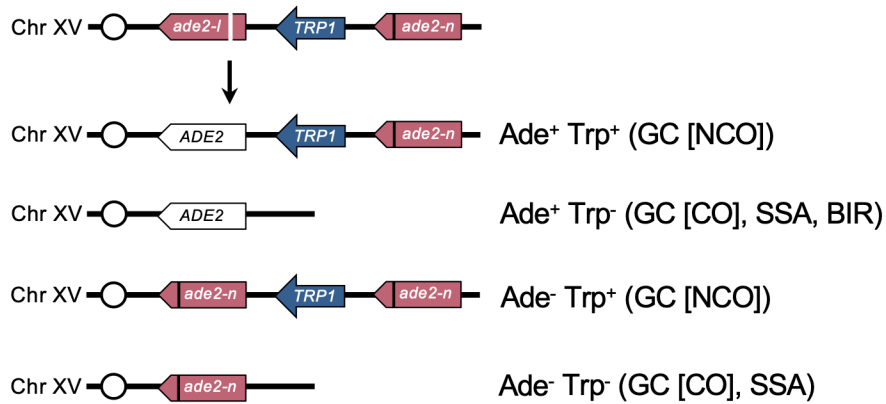 Chr XV ade2-I TRP1 ade2-n
Chr XV ADE2 TRP1 ade2-n Ade⁺ Trp⁺ (GC [NCO])
Chr XV ADE2 Ade⁺ Trp⁻ (GC [CO], SSA, BIR)
Chr XV ade2-n TRP1 ade2-n Ade⁻ Trp⁺ (GC [NCO])
Chr XV ade2-n Ade⁻ Trp⁻ (GC [CO], SSA)